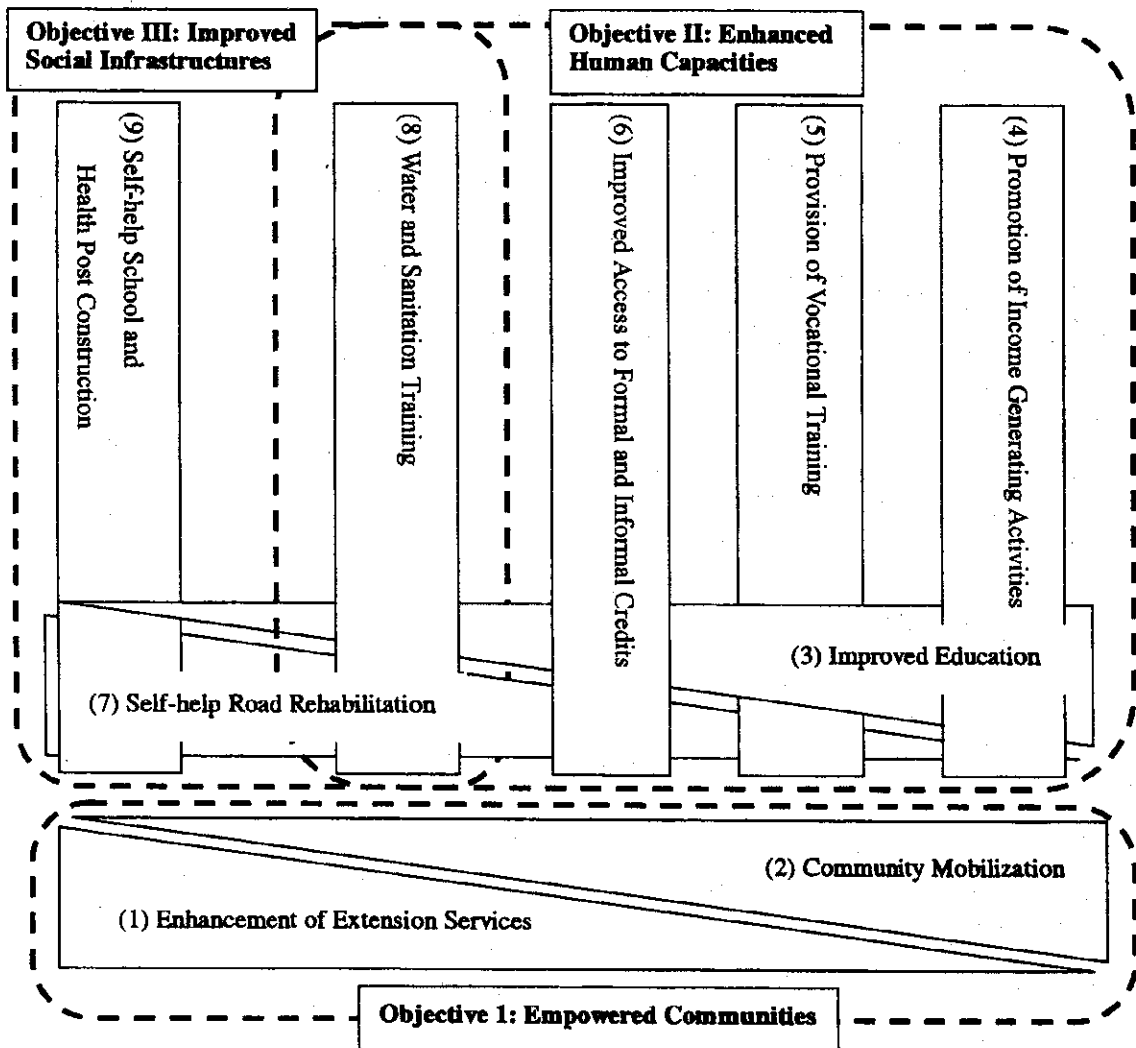 Objective III: Improved
Social Infrastructures
Objective II: Enhanced
Human Capacities
(9) Self-help School and
Health Post Construction
(8) Water and Sanitation Training
(6) Improved Access to Formal and Informal Credits
(5) Provision of Vocational Training
(4) Promotion of Income Generating Activities
(3) Improved Education
(7) Self-help Road Rehabilitation
(2) Community Mobilization
(1) Enhancement of Extension Services
Objective 1: Empowered Communities